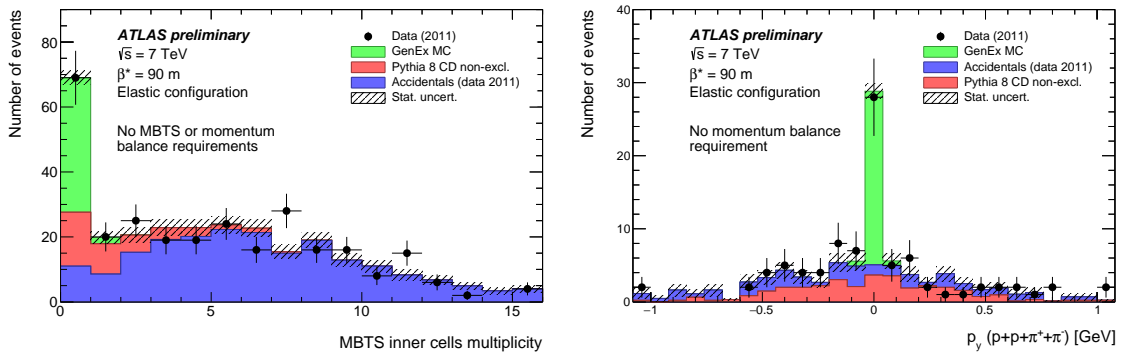 Number of events
80
60
40
20
0
ATLAS preliminary
√s = 7 TeV
β* = 90 m
Elastic configuration
No MBTS or momentum
balance requirements
Data (2011)
GenEx MC
Pythia 8 CD non-excl.
Accidentals (data 2011)
Stat. uncert.
0 5 10 15
MBTS inner cells multiplicity
Number of events
40
30
20
10
0
ATLAS preliminary
√s = 7 TeV
β* = 90 m
Elastic configuration
No momentum balance
requirement
Data (2011)
GenEx MC
Accidentals (data 2011)
Pythia 8 CD non-excl.
Stat. uncert.
−1 −0.5 0 0.5 1
p_y (p+p+π⁺+π⁻) [GeV]